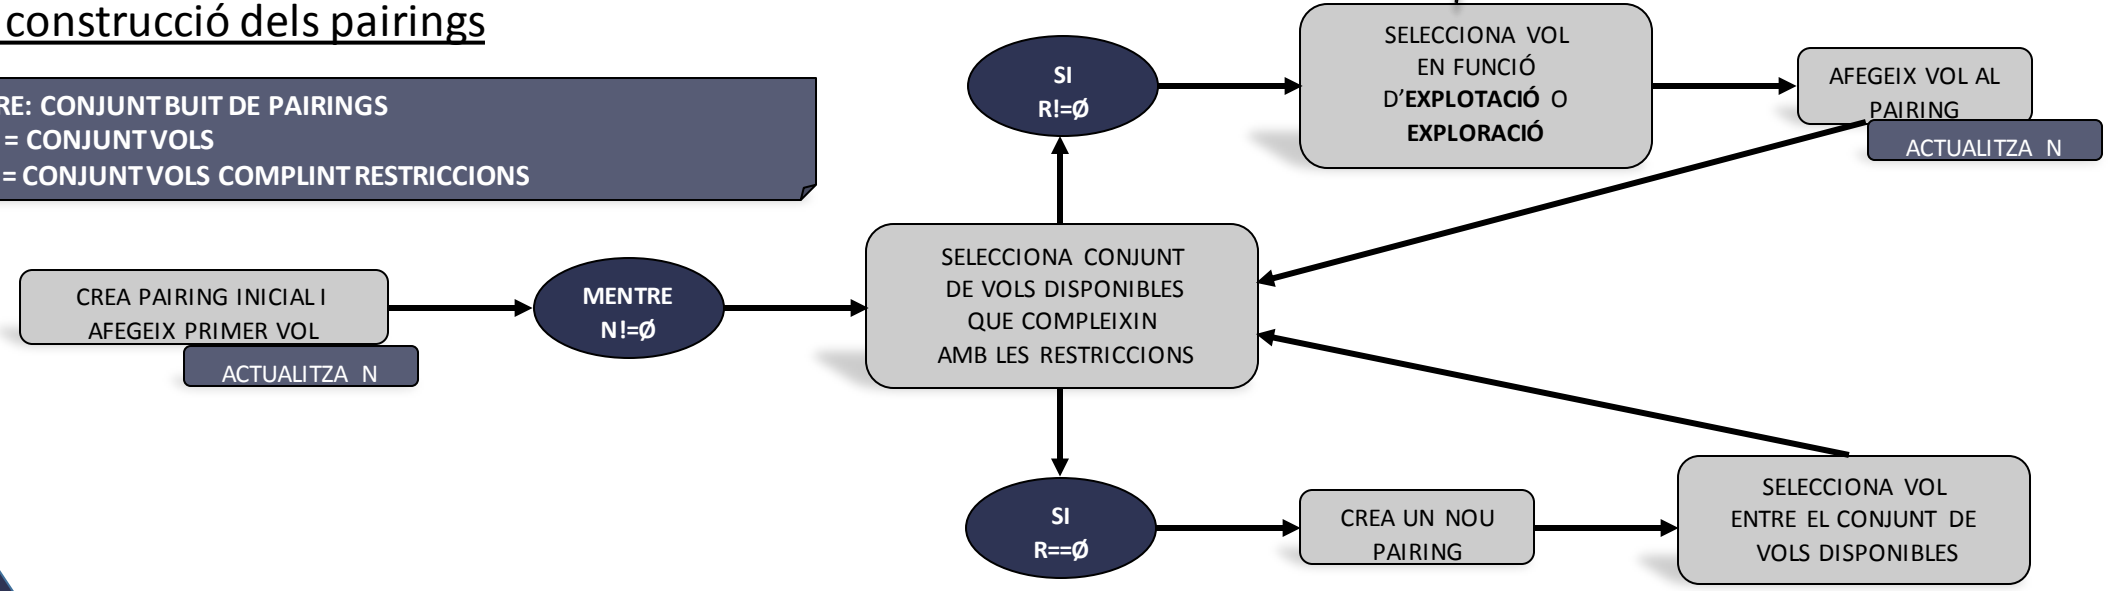 construcció dels pairings
RE: CONJUNT BUIT DE PAIRINGS
= CONJUNT VOLS
= CONJUNT VOLS COMPLINT RESTRICCIONS
SI
R!=Ø
SELECCIONA VOL
EN FUNCIÓ
D'EXPLOTACIÓ O
EXPLORACIÓ
AFEGEIX VOL AL
PAIRING
ACTUALITZA N
CREA PAIRING INICIAL I
AFEGEIX PRIMER VOL
ACTUALITZA N
MENTRE
N!=Ø
SELECCIONA CONJUNT
DE VOLS DISPONIBLES
QUE COMPLEIXIN
AMB LES RESTRICCIONS
SI
R==Ø
CREA UN NOU
PAIRING
SELECCIONA VOL
ENTRE EL CONJUNT DE
VOLS DISPONIBLES